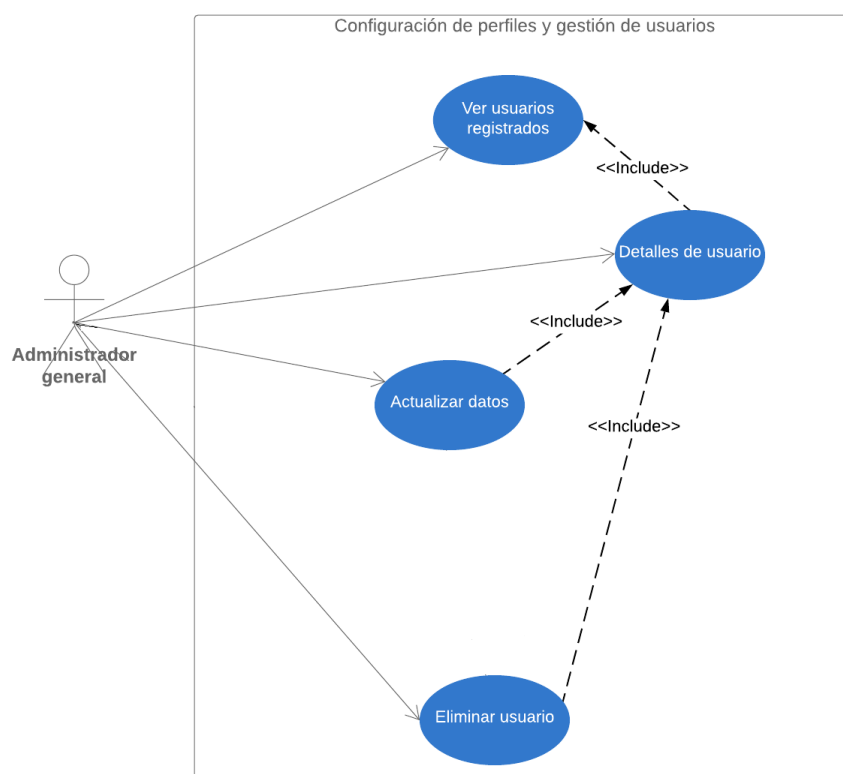 Configuración de perfiles y gestión de usuarios
Ver usuarios
registrados
<<Include>>
Detalles de usuario
<<Include>>
Administrador
general
Actualizar datos
<<Include>>
Eliminar usuario